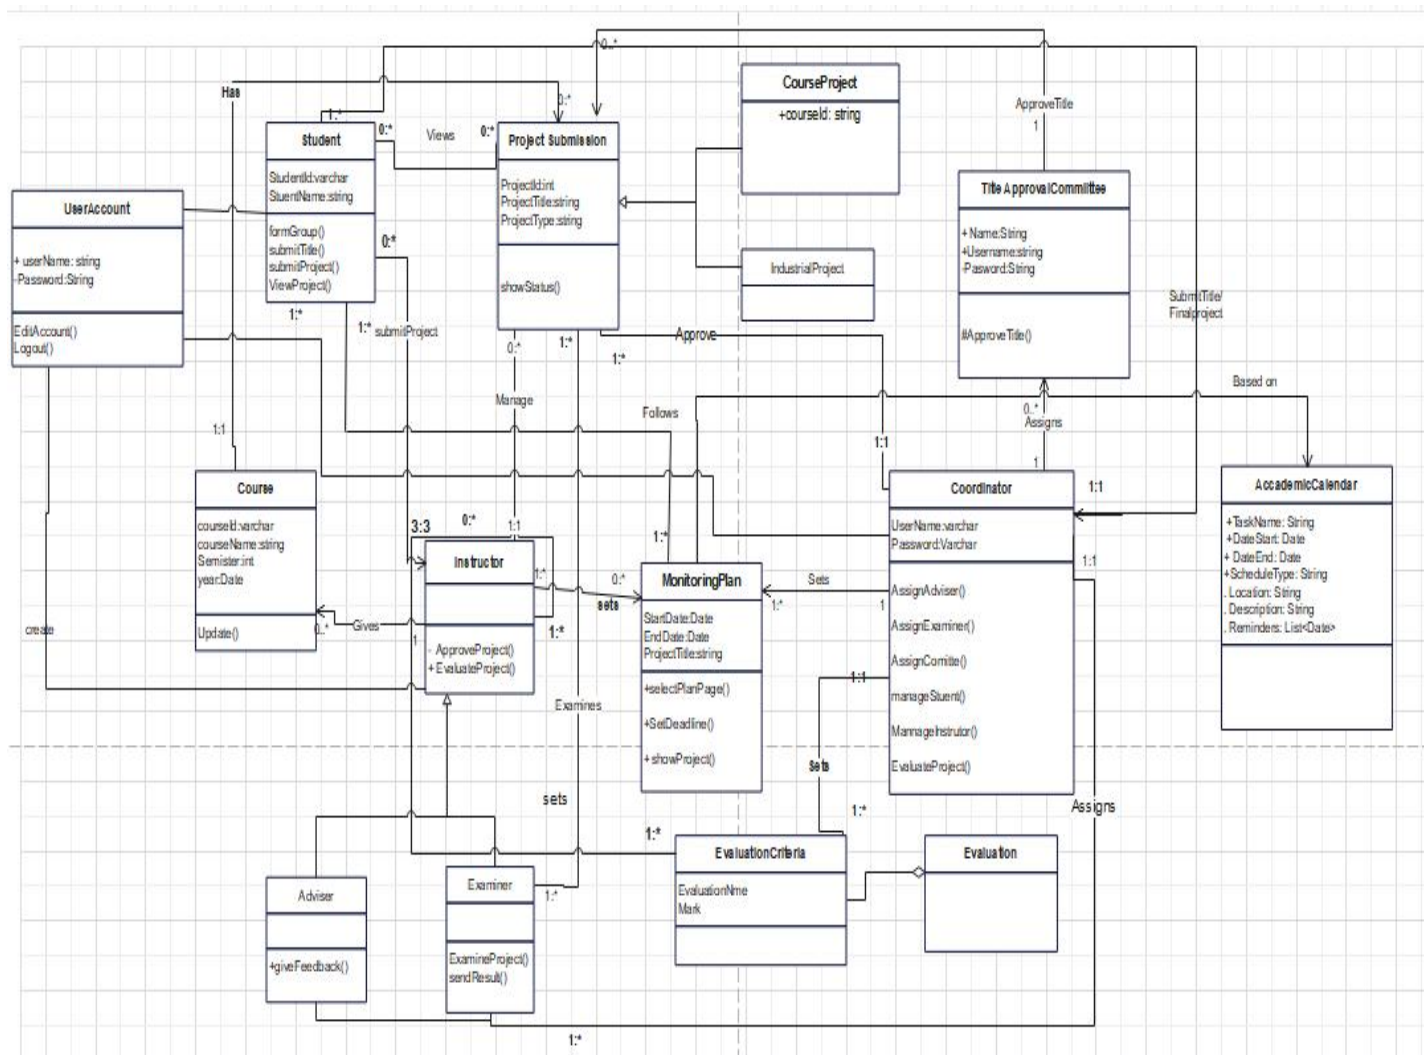 0..*
CourseProject
+courseId: string
Has
0:*
ApproveTitle
1
1:*
Student
StudentId:varchar
StuentName:string
formGroup()
submitTitle()
submitProject()
ViewProject()
0:*
Views
0:*
Project Submission
ProjectId:int
ProjectTitle:string
ProjectType:string
showStatus()
Title ApprovalCommittee
+ Name:String
+Username:string
-Pasword:String
#ApproveTitle()
UserAccount
+ userName: string
-Password:String
EditAccount()
Logout()
0:*
IndustrialProject
SubmitTitle/
Finalproject
1:*
1:*
submitProject
0:*
1:*
1:*
Approve
Based on
Manage
Follows
0..*
Assigns
1
1:1
1:1
Course
courseId:varchar
courseName:string
Semister:int
year:Date
Update()
Coordinator
UserName:varchar
Password:Varchar
AssignAdviser()
AssignExaminer()
AssignComitte()
manageStuent()
MannageInstrutor()
EvaluateProject()
1:1
AccademicCalendar
+TaskName: String
+DateStart: Date
+ DateEnd: Date
+ScheduleType: String
. Location: String
. Description: String
. Reminders: List<Date>
3:3
0:*
1:1
1:*
Instructor
- ApproveProject()
+ EvaluateProject()
1:*
0:*
sets
MonitoringPlan
StartDate:Date
EndDate:Date
ProjectTitle:string
+selectPlanPage()
+SetDeadline()
+ showProject()
Sets
1:*
1
1:1
create
0..*
Gives
1
1:*
1:1
Examines
Sets
sets
Assigns
1:*
1:*
EvaluationCriteria
EvaluationNme
Mark
Evaluation
Adviser
+giveFeedback()
Examiner
ExamineProject()
sendResult()
1:*
1:*